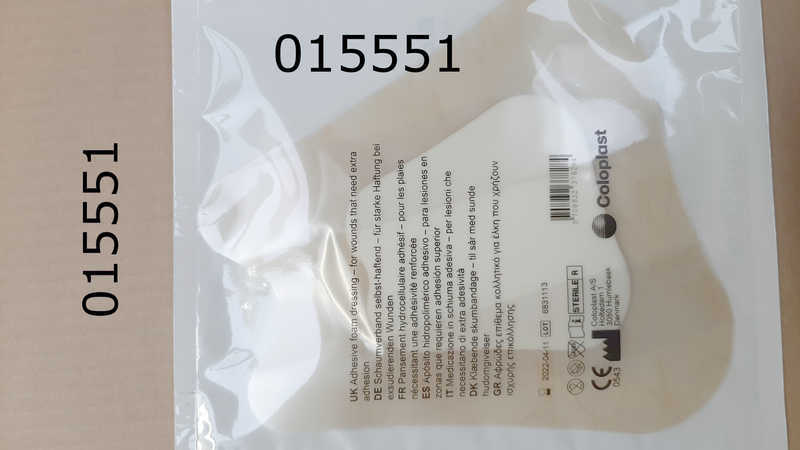 015551
015551
UK Adhesive foam dressing – for wounds that need extra
adhesion
DE Schaumverband selbst-haftend – für starke Haftung bei
exsudierenden Wunden
FR Pansement hydrocellulaire adhésif – pour les plaies
nécessitant une adhésivité renforcée
ES Apósito hidropolimérico adhesivo – para lesiones en
zonas que requieren adhesión superior
IT Medicazione in schiuma adesiva – per lesioni che
necessitano di extra adesività
DK Klæbende skumbandage – til sår med sunde
hudomgivelser
GR Αφρώδες επίθεμα κολλητικό για έλκη που χρήζουν
ισχυρής επικόλλησης
2022-04-11 LOT 6831113
STERILE R
CE
0543
Coloplast A/S
Holtedam 1
3050 Humlebaek
Denmark
Coloplast